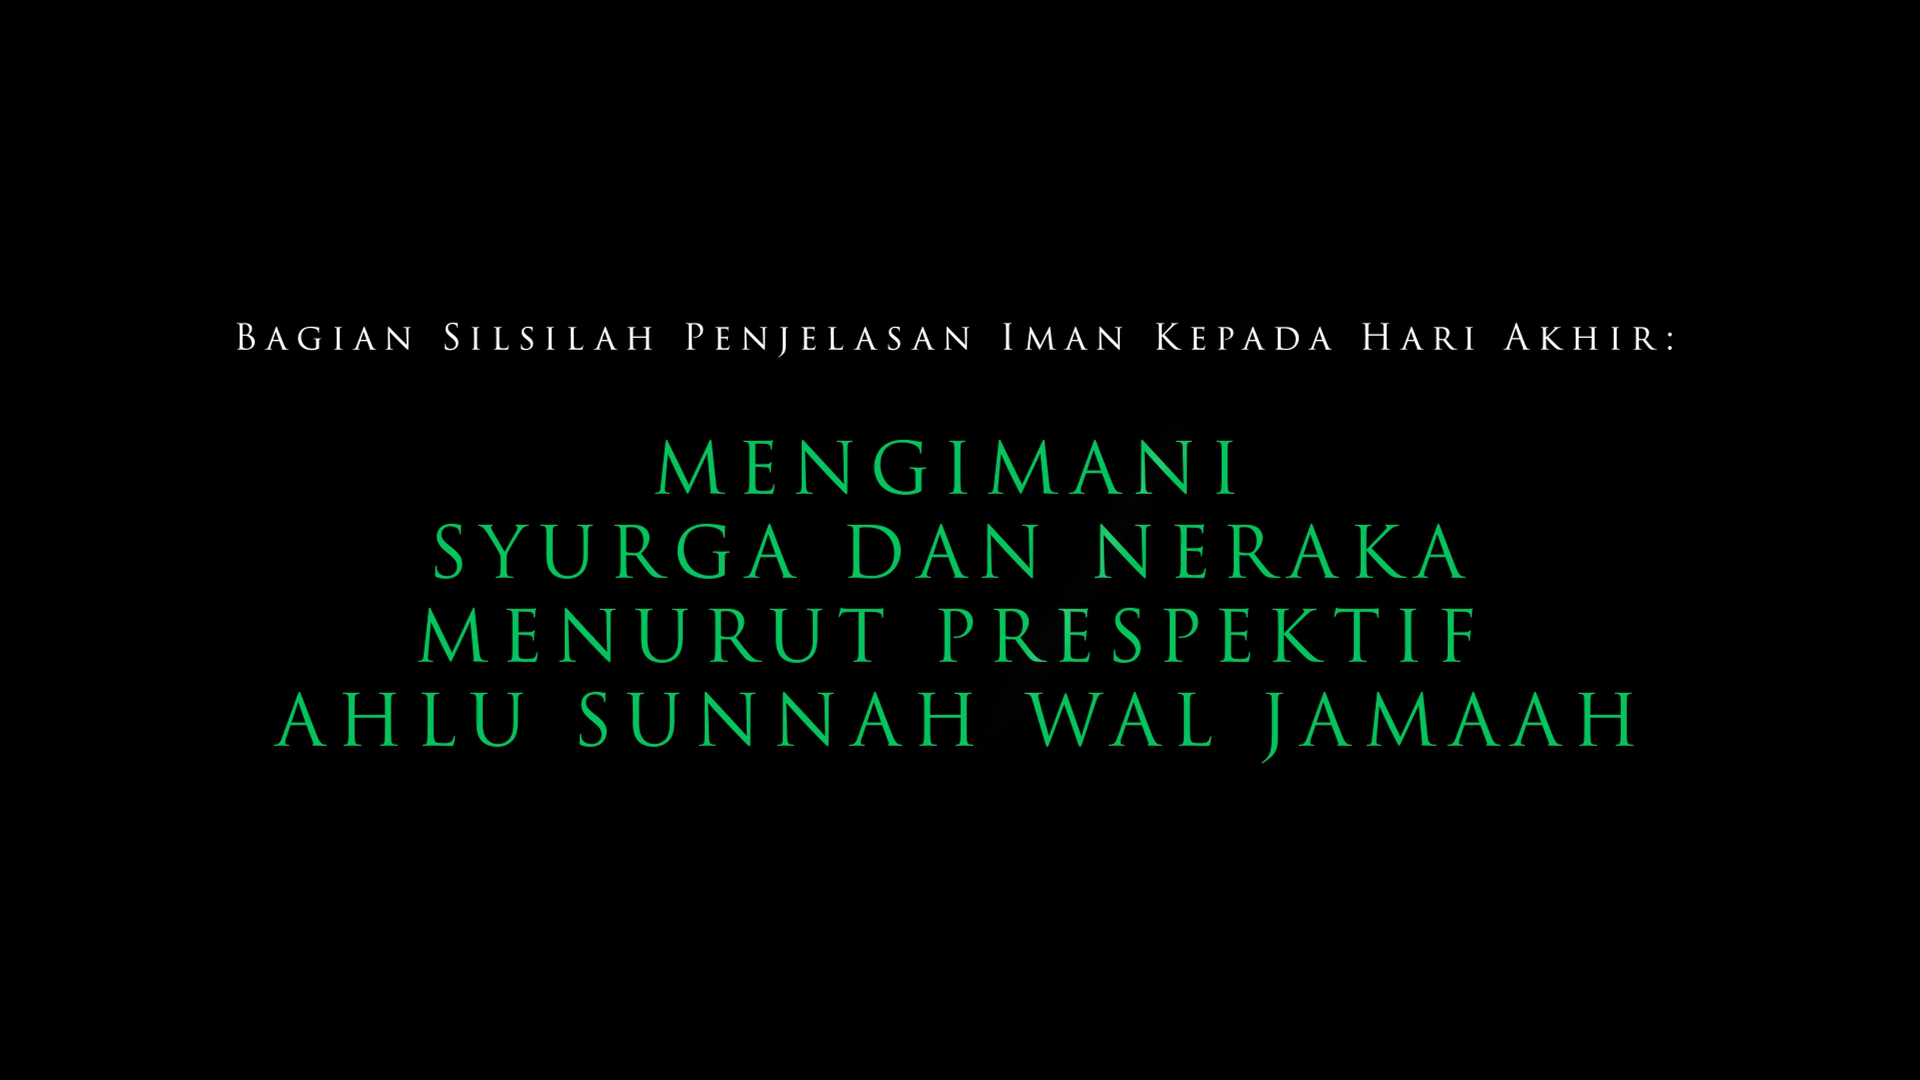 Bagian Silsilah Penjelasan Iman Kepada Hari Akhir:
MENGIMANI
SYURGA DAN NERAKA
MENURUT PRESPEKTIF
AHLU SUNNAH WAL JAMAAH